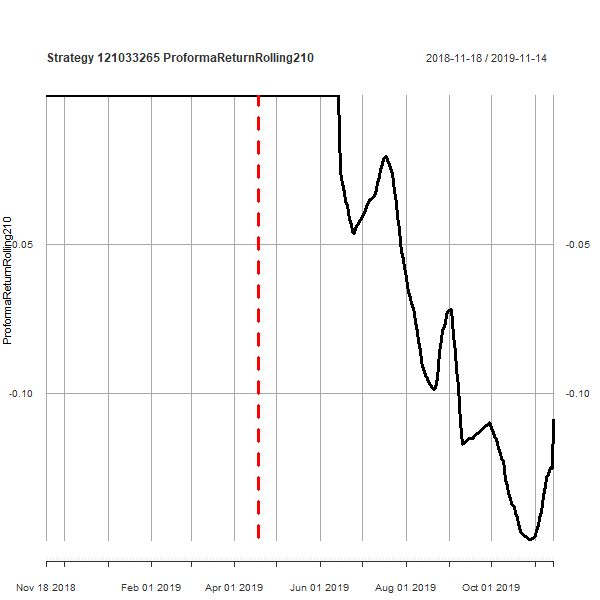 Strategy 121033265 ProformaReturnRolling210
2018-11-18 / 2019-11-14
ProformaReturnRolling210
-0.05
-0.05
-0.10
-0.10
Nov 18 2018
Feb 01 2019
Apr 01 2019
Jun 01 2019
Aug 01 2019
Oct 01 2019